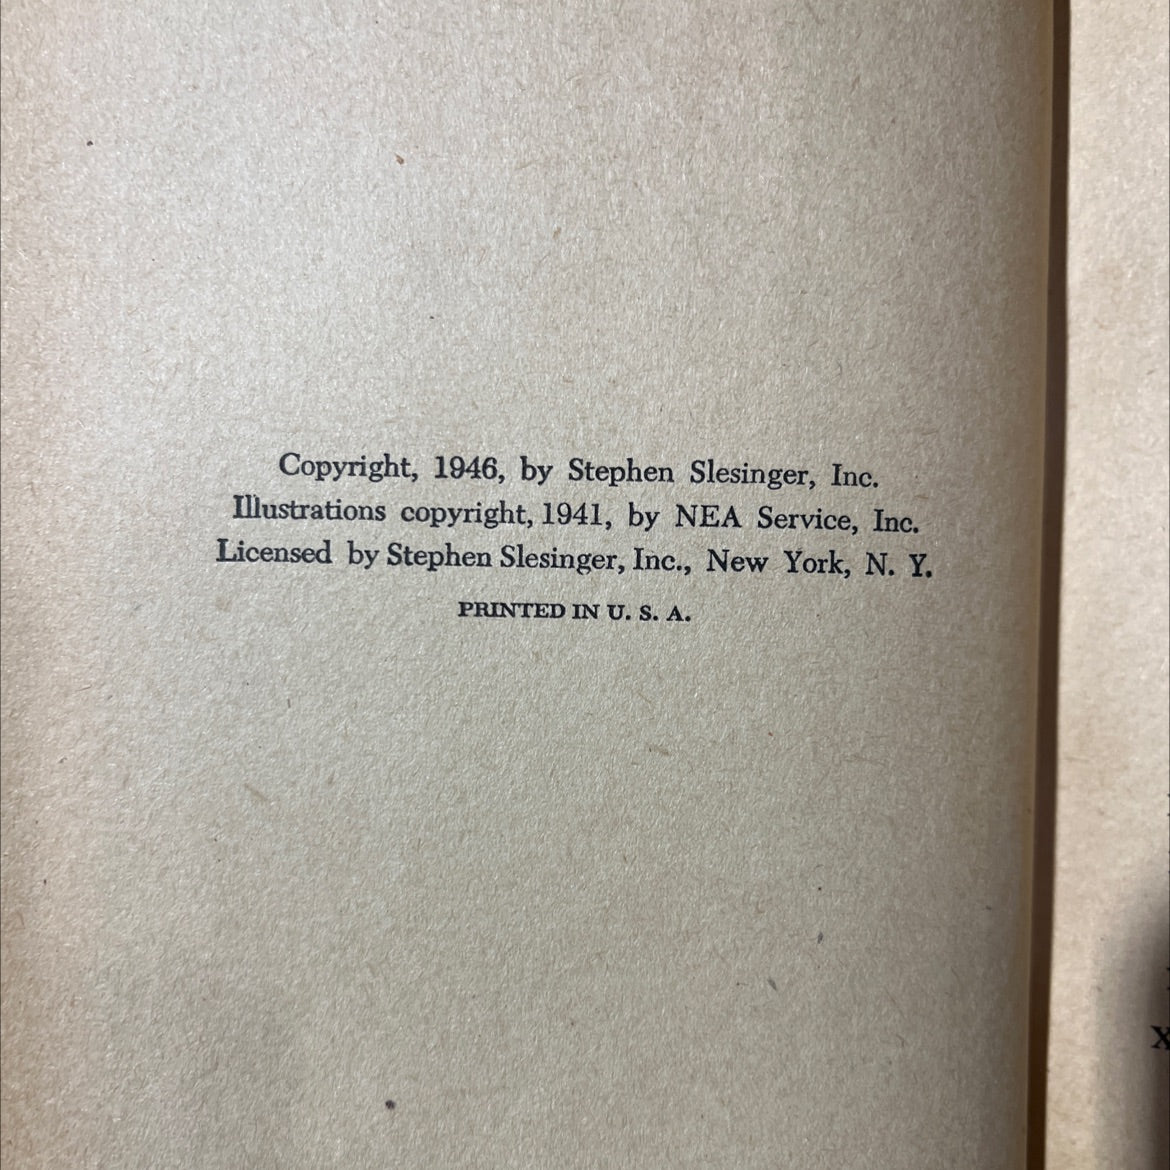 Copyright, 1946, by Stephen Slesinger, Inc.
Illustrations copyright, 1941, by NEA Service, Inc.
Licensed by Stephen Slesinger, Inc., New York, N. Y.
PRINTED IN U. S. A.
X